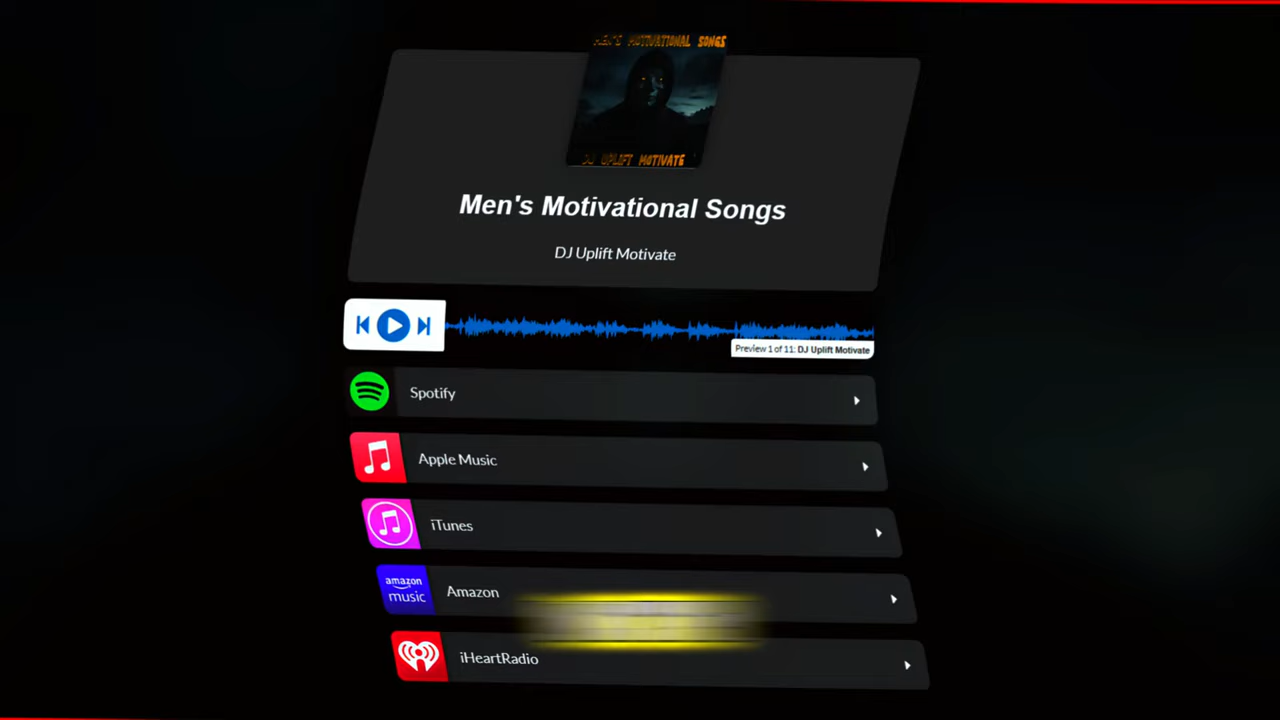 MEN'S MOTIVATIONAL SONGS
DJ UPLIFT MOTIVATE
Men's Motivational Songs
DJ Uplift Motivate
Preview 1 of 11: DJ Uplift Motivate
Spotify
Apple Music
iTunes
amazon
music
Amazon
iHeartRadio